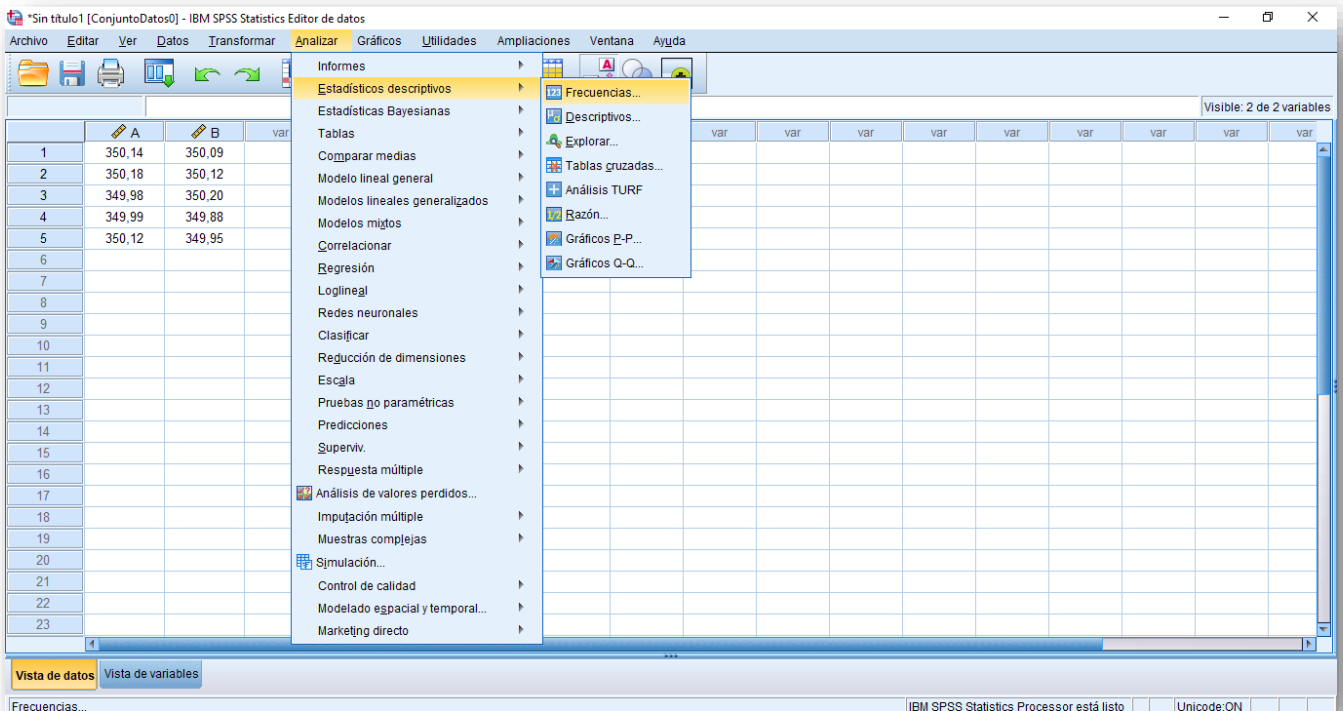 *Sin título1 [ConjuntoDatos0] - IBM SPSS Statistics Editor de datos
Archivo Editar Ver Datos Transformar Analizar Gráficos Utilidades Ampliaciones Ventana Ayuda
Informes
Estadísticos descriptivos
Estadísticas Bayesianas
Tablas
Comparar medias
Modelo lineal general
Modelos lineales generalizados
Modelos mixtos
Correlacionar
Regresión
Loglineal
Redes neuronales
Clasificar
Reducción de dimensiones
Escala
Pruebas no paramétricas
Predicciones
Superviv.
Respuesta múltiple
Análisis de valores perdidos...
Imputación múltiple
Muestras complejas
Simulación...
Control de calidad
Modelado espacial y temporal...
Marketing directo
Frecuencias...
Descriptivos...
Explorar...
Tablas cruzadas...
Análisis TURF
Razón...
Gráficos P-P...
Gráficos Q-Q...
Visible: 2 de 2 variables
A B var var var var var var var var var var
1 350,14 350,09
2 350,18 350,12
3 349,98 350,20
4 349,99 349,88
5 350,12 349,95
6
7
8
9
10
11
12
13
14
15
16
17
18
19
20
21
22
23
Vista de datos Vista de variables
Frecuencias... IBM SPSS Statistics Processor está listo Unicode:ON